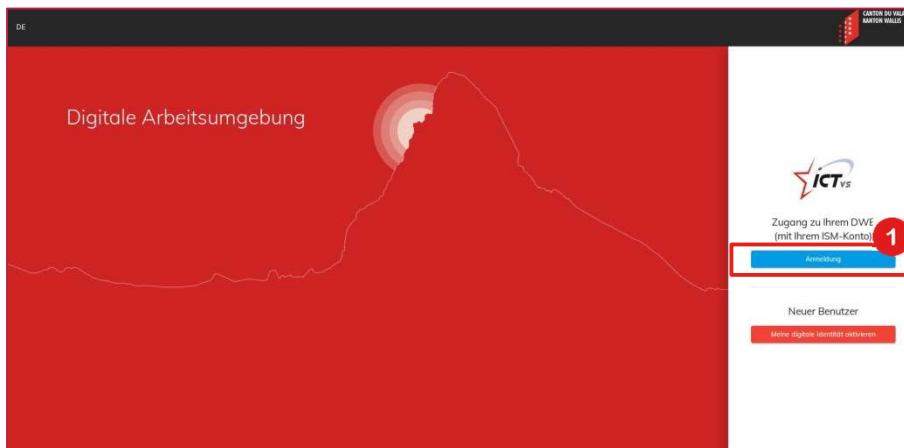 DE
CANTON DU VALA
KANTON WALLIS
Digitale Arbeitsumgebung
ICTvs
Zugang zu Ihrem DWE
(mit Ihrem ISM-Konto)
1
Anmeldung
Neuer Benutzer
Meine digitale Identität aktivieren